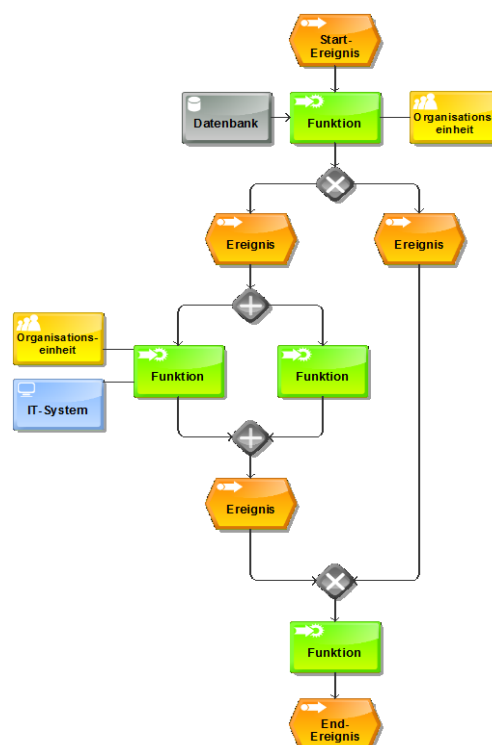 Start-
Ereignis
Datenbank
Funktion
Organisations
einheit
Ereignis
Ereignis
Organisations-
einheit
Funktion
Funktion
IT-System
Ereignis
Funktion
End-
Ereignis